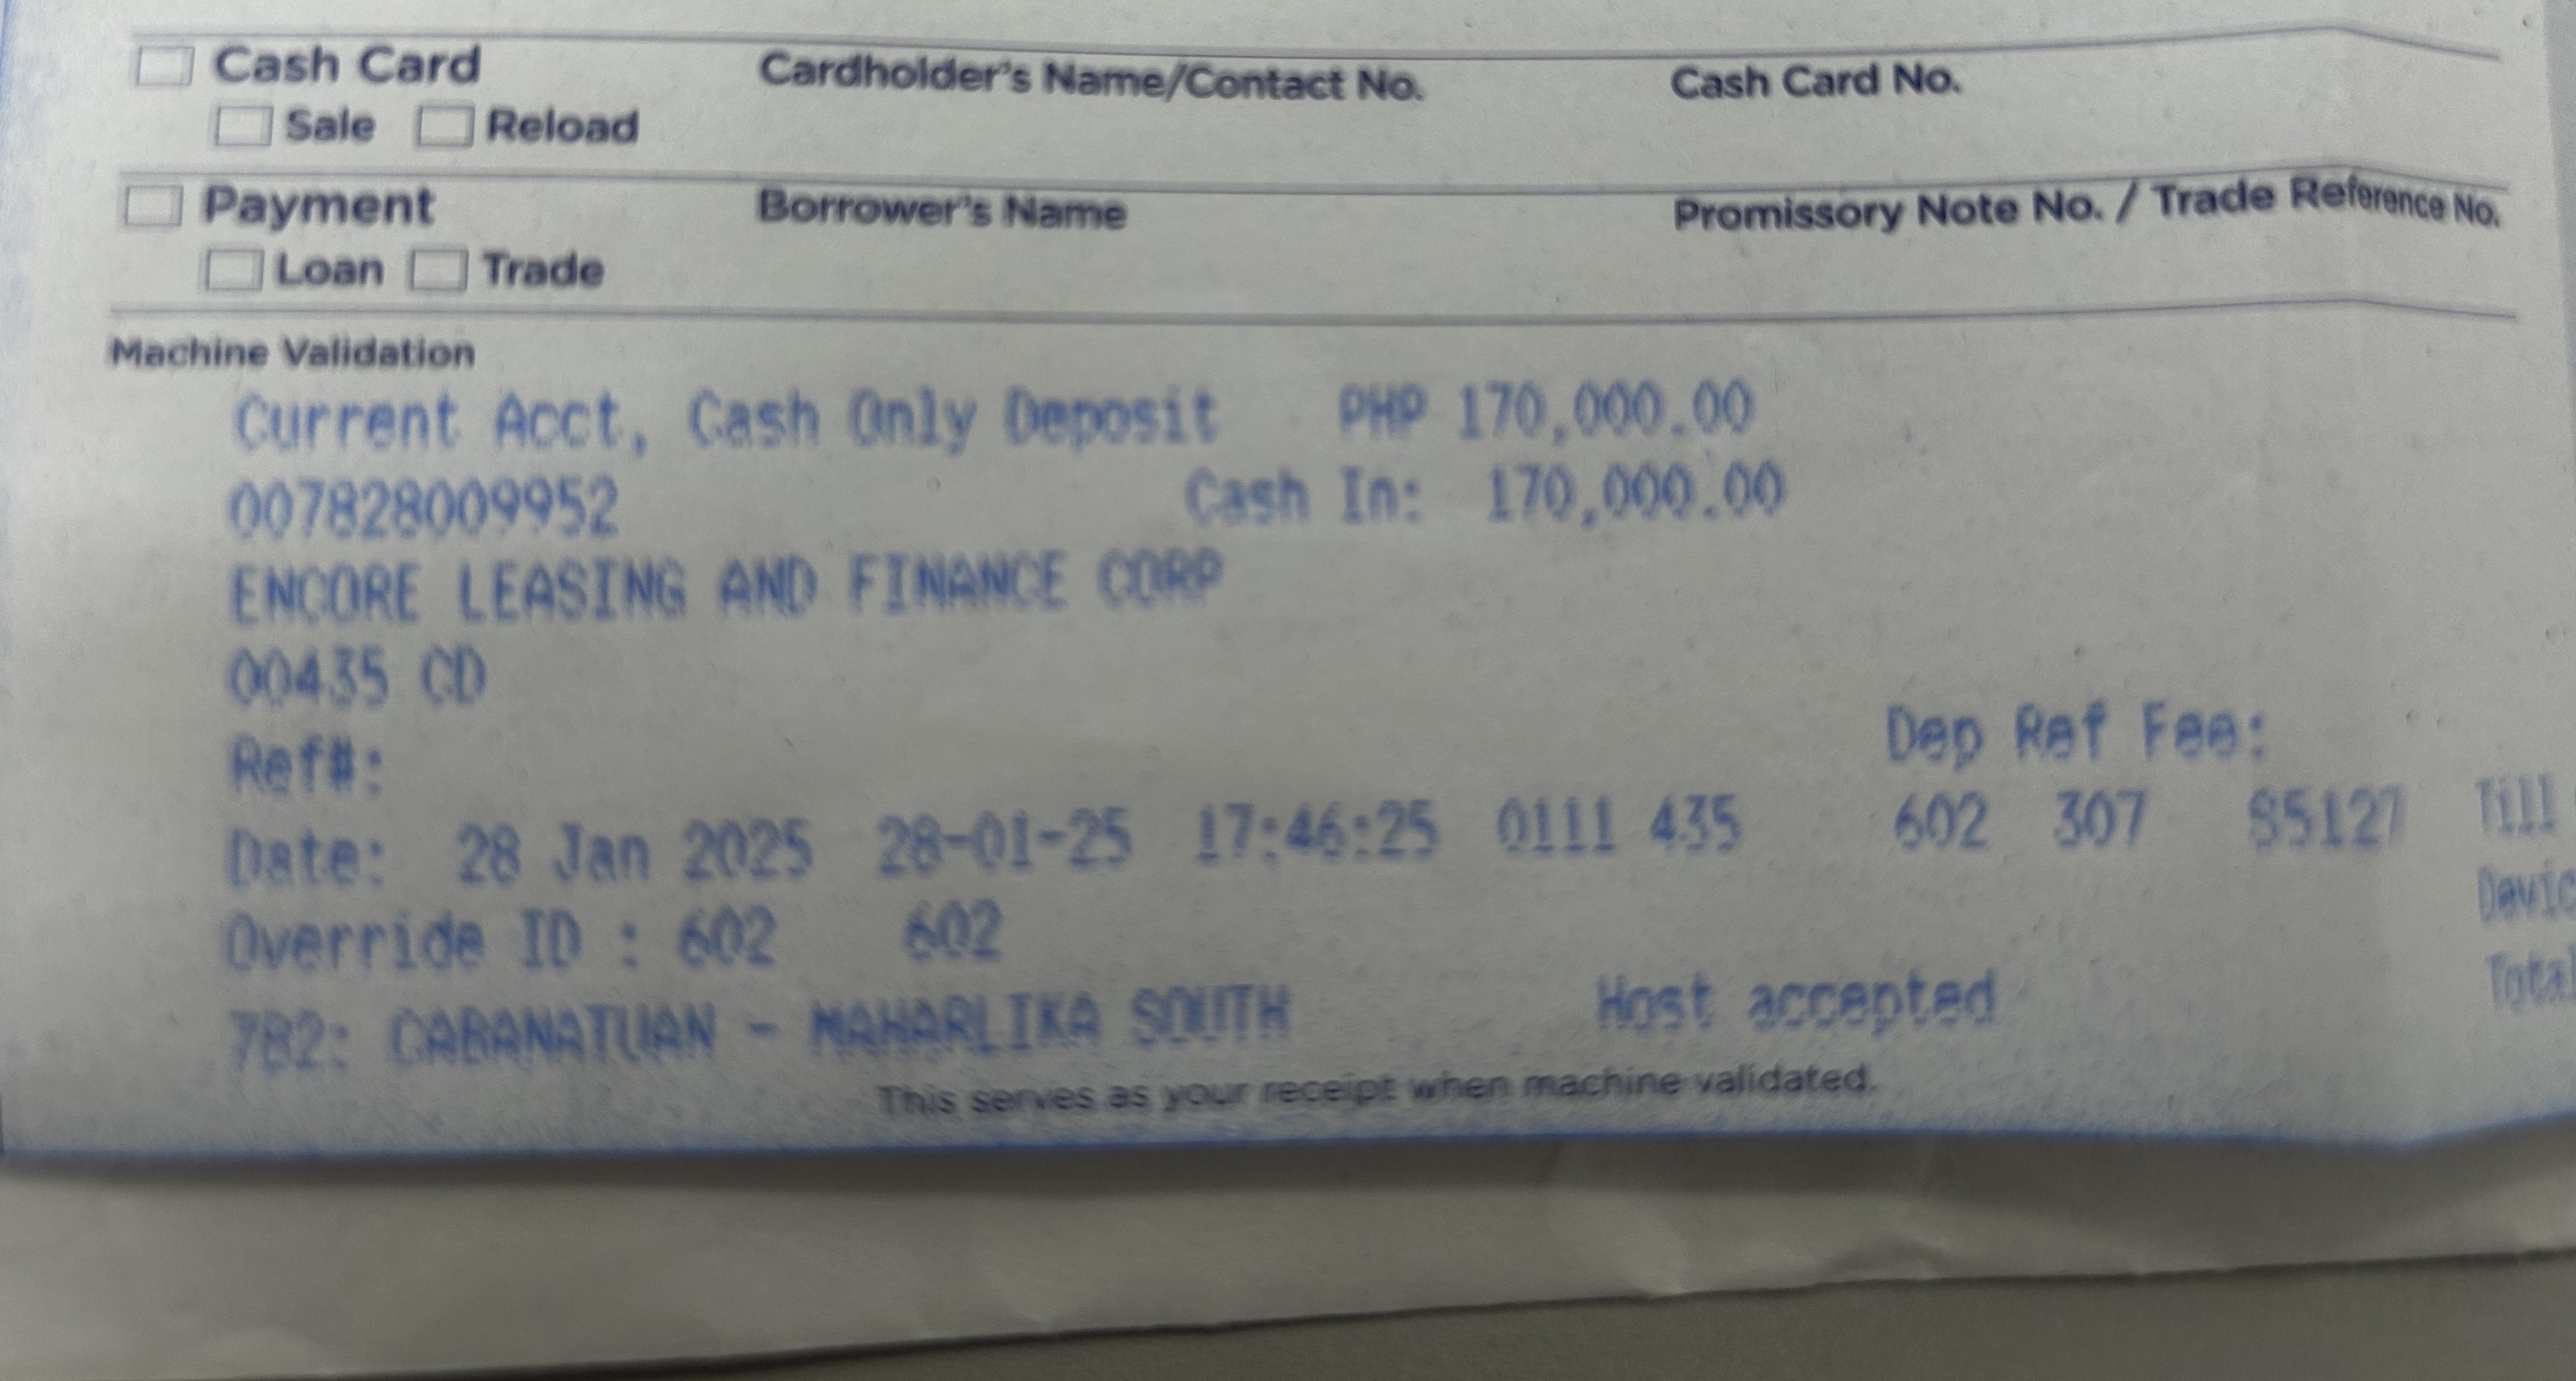 Cash Card Cardholder's Name/Contact No. Cash Card No.
Sale Reload
Payment Borrower's Name Promissory Note No. / Trade Reference No.
Loan Trade
Machine Validation
Current Acct, Cash Only Deposit PHP 170,000.00
007828009952 Cash In: 170,000.00
ENCORE LEASING AND FINANCE CORP
00435 CD
Dep Ref Fee:
Ref#:
Date: 28 Jan 2025 28-01-25 17:46:25 0111 435 602 307 Till
Override ID : 602 602 Devic
782: CABANATUAN - MAHARLIKA SOUTH Host accepted Total
This serves as your receipt when machine validated.